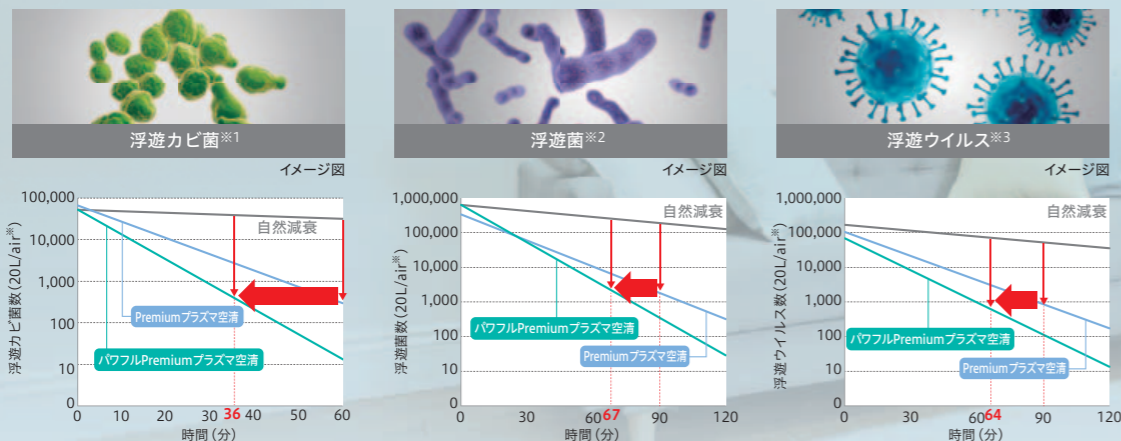 浮遊カビ菌※1
イメージ図
浮遊カビ菌数(20L/air※)
100,000
10,000
1,000
100
10
0
自然減衰
Premiumプラズマ空清
パワフルPremiumプラズマ空清
0 10 20 30 36 40 50 60
時間(分)
浮遊菌※2
イメージ図
浮遊菌数(20L/air※)
1,000,000
100,000
10,000
1,000
100
10
0
自然減衰
パワフルPremiumプラズマ空清
Premiumプラズマ空清
0 30 60 67 90 120
時間(分)
浮遊ウイルス※3
イメージ図
浮遊ウイルス数(20L/air※)
1,000,000
100,000
10,000
1,000
100
10
0
自然減衰
パワフルPremiumプラズマ空清
Premiumプラズマ空清
0 30 60 64 90 120
時間(分)